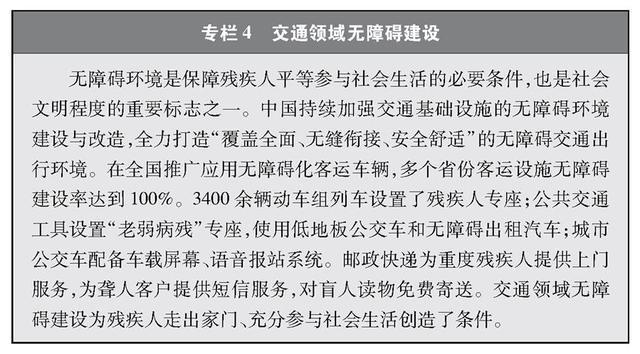 专栏4 交通领域无障碍建设
无障碍环境是保障残疾人平等参与社会生活的必要条件,也是社会
文明程度的重要标志之一。中国持续加强交通基础设施的无障碍环境
建设与改造,全力打造“覆盖全面、无缝衔接、安全舒适”的无障碍交通出
行环境。在全国推广应用无障碍化客运车辆,多个省份客运设施无障碍
建设率达到100%。3400余辆动车组列车设置了残疾人专座;公共交通
工具设置“老弱病残”专座,使用低地板公交车和无障碍出租汽车;城市
公交车配备车载屏幕、语音报站系统。邮政快递为重度残疾人提供上门
服务,为聋人客户提供短信服务,对盲人读物免费寄送。交通领域无障
碍建设为残疾人走出家门、充分参与社会生活创造了条件。